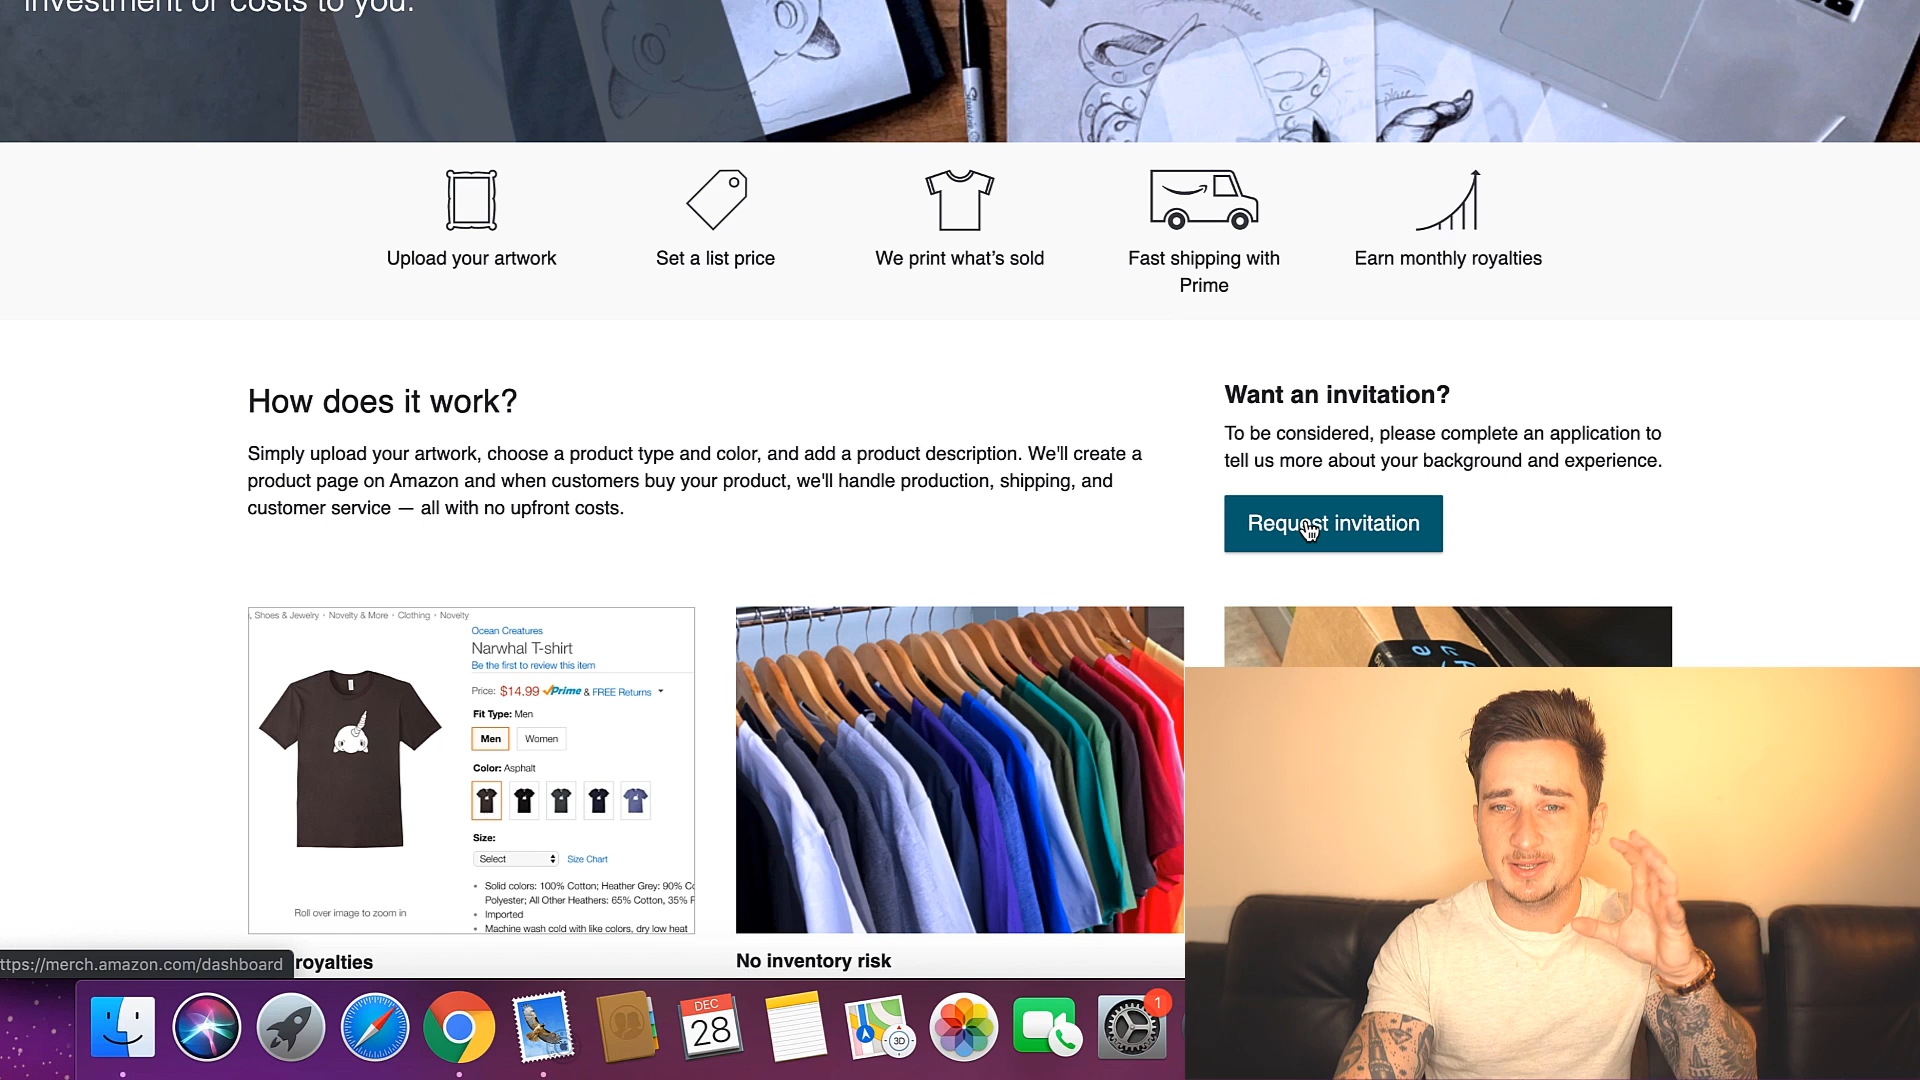 investment or costs to you.
Upload your artwork
Set a list price
We print what's sold
Fast shipping with
Prime
Earn monthly royalties
How does it work?
Simply upload your artwork, choose a product type and color, and add a product description. We'll create a
product page on Amazon and when customers buy your product, we'll handle production, shipping, and
customer service — all with no upfront costs.
Want an invitation?
To be considered, please complete an application to
tell us more about your background and experience.
Request invitation
, Shoes & Jewelry · Novelty & More · Clothing · Novelty
Ocean Creatures
Narwhal T-shirt
Be the first to review this item
Price: $14.99 Prime & FREE Returns
Fit Type: Men
Men
Women
Color: Asphalt
Size:
Select
Size Chart
• Solid colors: 100% Cotton; Heather Grey: 90% Co
Polyester; All Other Heathers: 65% Cotton, 35% P
• Imported
• Machine wash cold with like colors, dry low heat
Roll over image to zoom in
royalties
No inventory risk
ttps://merch.amazon.com/dashboard
DEC
28
3D
1